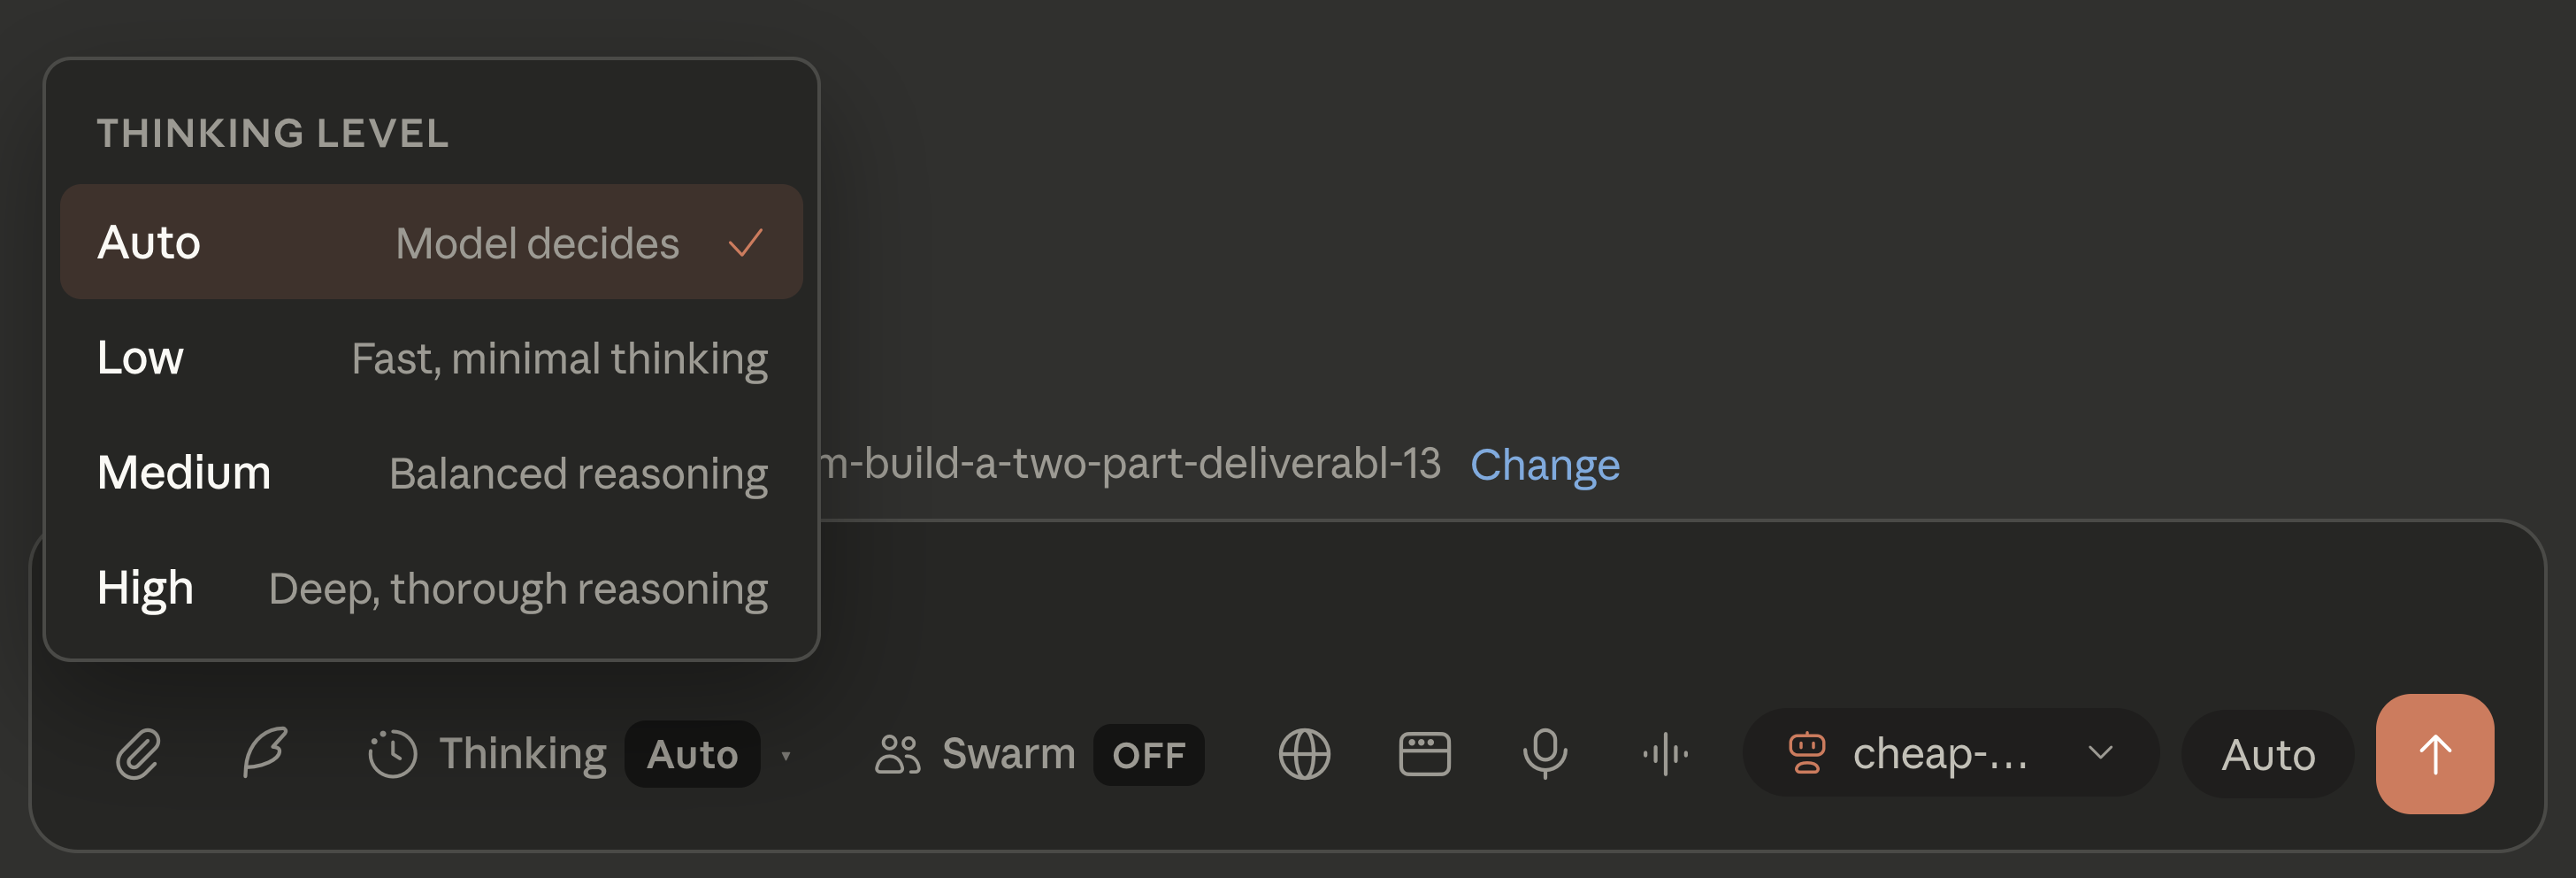 THINKING LEVEL
Auto Model decides
Low Fast, minimal thinking
Medium Balanced reasoning
High Deep, thorough reasoning
m-build-a-two-part-deliverabl-13 Change
Thinking Auto Swarm OFF cheap-... Auto